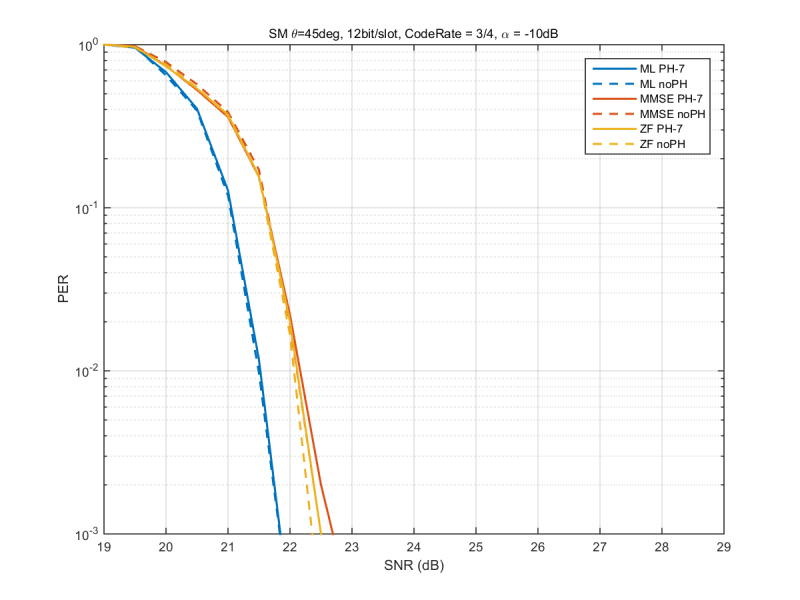 SM θ=45deg, 12bit/slot, CodeRate = 3/4, α = -10dB
ML PH-7
ML noPH
MMSE PH-7
MMSE noPH
ZF PH-7
ZF noPH
10^0
10^-1
10^-2
10^-3
PER
19 20 21 22 23 24 25 26 27 28 29
SNR (dB)